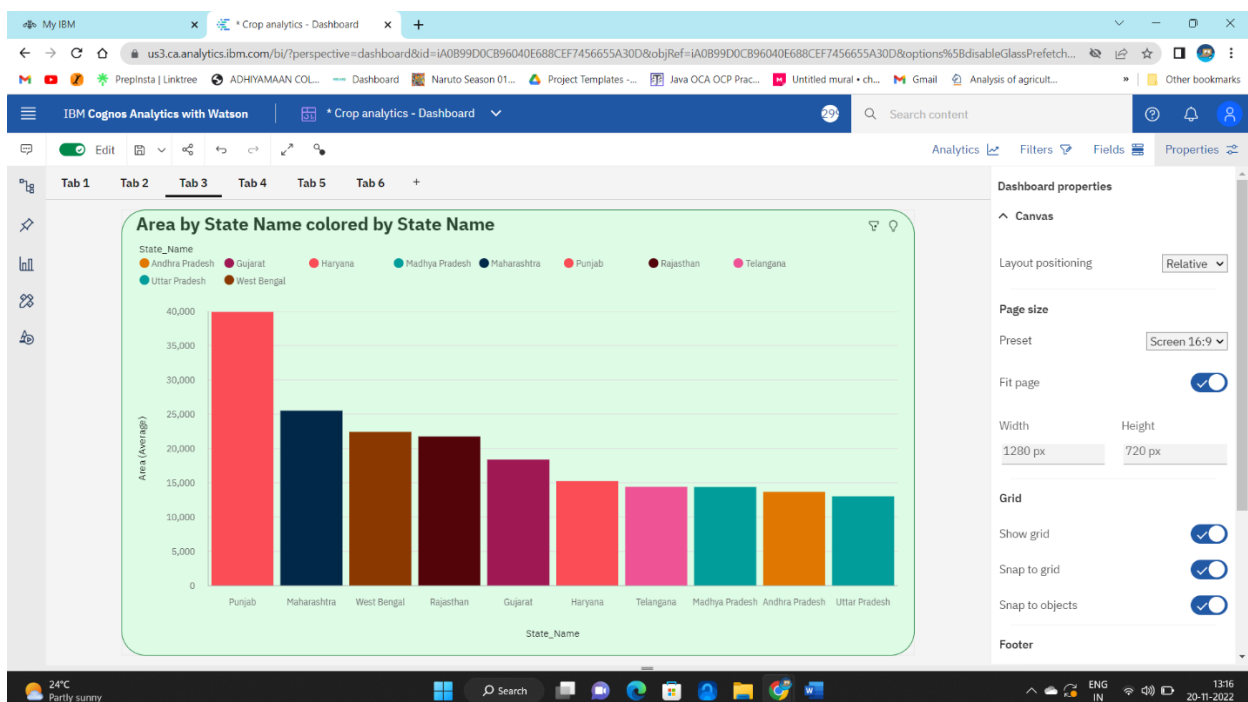 My IBM
* Crop analytics - Dashboard
us3.ca.analytics.ibm.com/bi/?perspective=dashboard&id=iA0B99D0CB96040E688CEF7456655A30D&objRef=iA0B99D0CB96040E688CEF7456655A30D&options%5BdisableGlassPrefetch...
PrepInsta | Linktree ADHIYAMAAN COL... Dashboard Naruto Season 01... Project Templates -... Java OCA OCP Prac... Untitled mural • ch... Gmail Analysis of agricult... » Other bookmarks
IBM Cognos Analytics with Watson * Crop analytics - Dashboard Search content
Edit Analytics Filters Fields Properties
Tab 1 Tab 2 Tab 3 Tab 4 Tab 5 Tab 6 +
Area by State Name colored by State Name
State_Name
Andhra Pradesh Gujarat Haryana Madhya Pradesh Maharashtra Punjab Rajasthan Telangana
Uttar Pradesh West Bengal
Area (Average)
40,000
35,000
30,000
25,000
20,000
15,000
10,000
5,000
0
Punjab Maharashtra West Bengal Rajasthan Gujarat Haryana Telangana Madhya Pradesh Andhra Pradesh Uttar Pradesh
State_Name
Dashboard properties
Canvas
Layout positioning Relative
Page size
Preset Screen 16:9
Fit page
Width Height
1280 px 720 px
Grid
Show grid
Snap to grid
Snap to objects
Footer
24°C
Partly sunny
Search
ENG
IN
13:16
20-11-2022